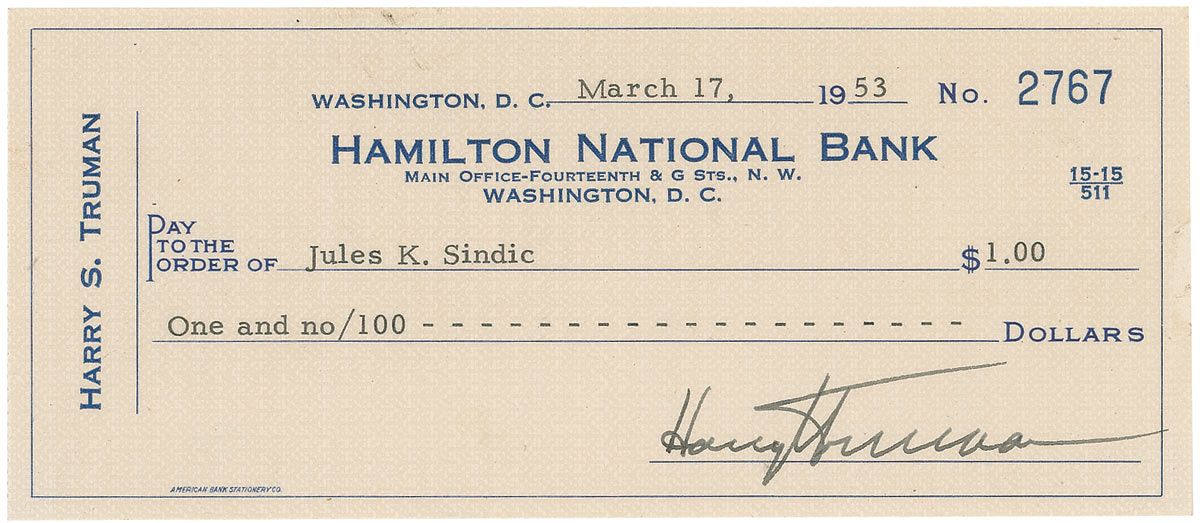 WASHINGTON, D. C. March 17, 1953 No. 2767
HAMILTON NATIONAL BANK
MAIN OFFICE-FOURTEENTH & G STS., N. W.
WASHINGTON, D. C.
15-15
511
HARRY S. TRUMAN
PAY
TO THE
ORDER OF Jules K. Sindic $1.00
One and no/100 - - - - - - - - - - - - - - - - - - - DOLLARS
Harry Truman
AMERICAN BANK STATIONERY CO.